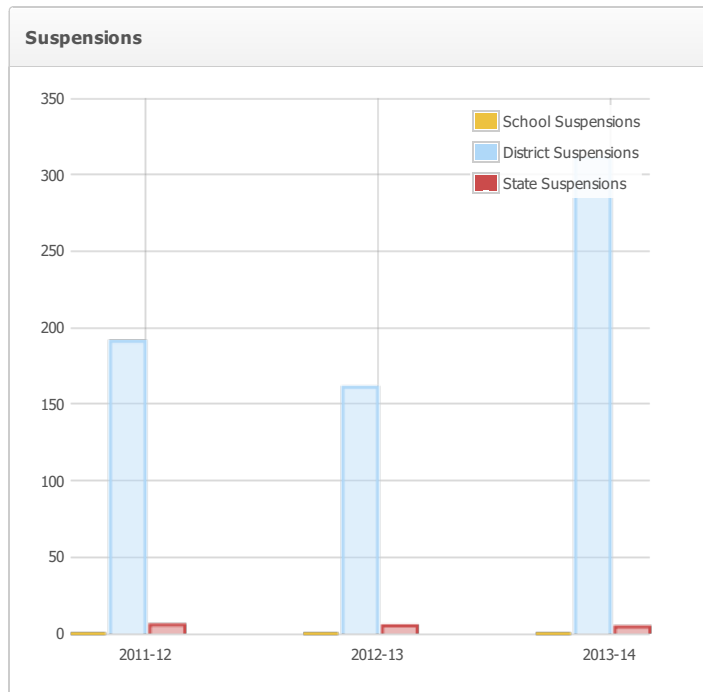 Suspensions
350
300
250
200
150
100
50
0
School Suspensions
District Suspensions
State Suspensions
2011-12 2012-13 2013-14